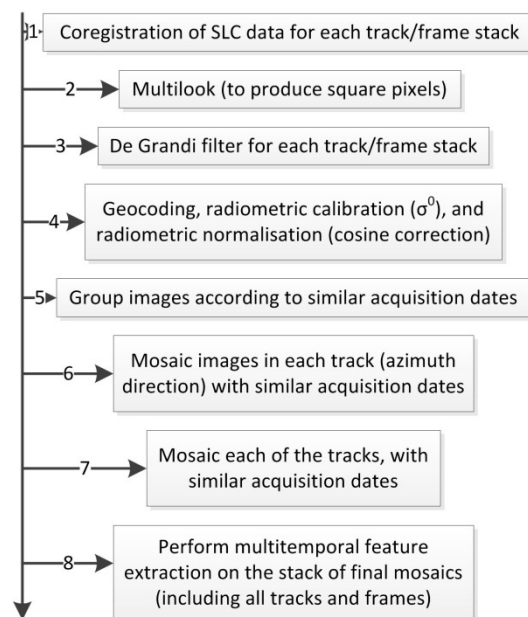 1
Coregistration of SLC data for each track/frame stack
2
Multilook (to produce square pixels)
3
De Grandi filter for each track/frame stack
4
Geocoding, radiometric calibration (σ⁰), and
radiometric normalisation (cosine correction)
5
Group images according to similar acquisition dates
6
Mosaic images in each track (azimuth
direction) with similar acquisition dates
7
Mosaic each of the tracks, with
similar acquisition dates
8
Perform multitemporal feature
extraction on the stack of final mosaics
(including all tracks and frames)